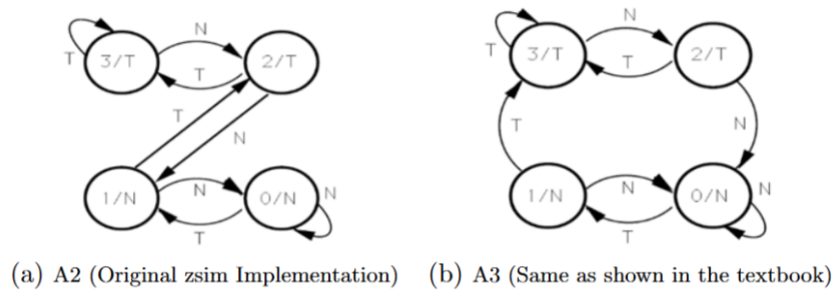 N
T 3/T T 2/T
T
N
1/N N 0/N N
T
N
T 3/T T 2/T
T N
1/N N 0/N N
T
(a) A2 (Original zsim Implementation)
(b) A3 (Same as shown in the textbook)